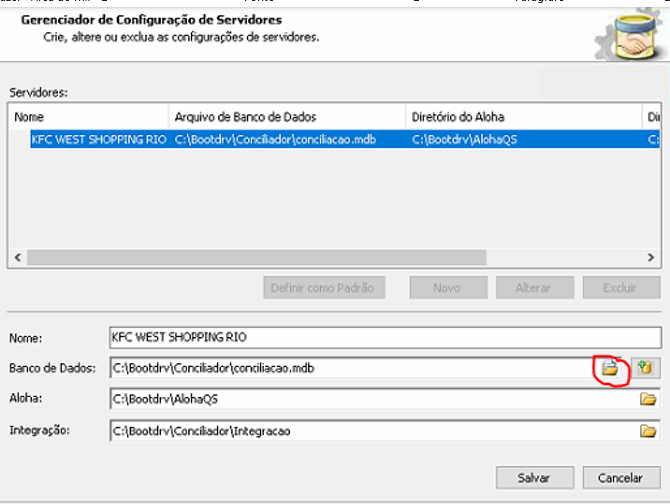 Gerenciador de Configuração de Servidores
Crie, altere ou exclua as configurações de servidores.
Servidores:
Nome Arquivo de Banco de Dados Diretório do Aloha Di
KFC WEST SHOPPING RIO C:\Bootdrv\Conciliador\conciliacao.mdb C:\Bootdrv\AlohaQS C:
Definir como Padrão Novo Alterar Excluir
Nome: KFC WEST SHOPPING RIO
Banco de Dados: C:\Bootdrv\Conciliador\conciliacao.mdb
Aloha: C:\Bootdrv\AlohaQS
Integração: C:\Bootdrv\Conciliador\Integracao
Salvar Cancelar